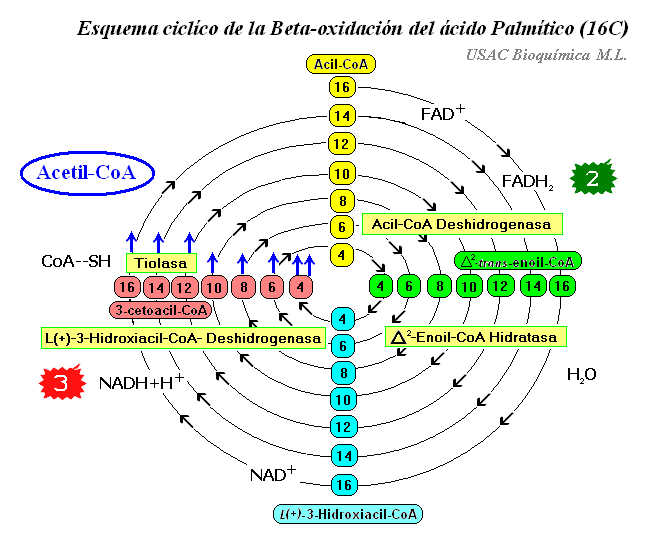 Esquema ciclíco de la Beta-oxidación del ácido Palmítico (16C)
USAC Bioquímica M.L.
Acil-CoA
16
14
12
10
8
6
4
FAD+
FADH2
2
Acetil-CoA
Acil-CoA Deshidrogenasa
CoA--SH
Tiolasa
Δ²-trans-enoil-CoA
16 14 12 10 8 6 4
4 6 8 10 12 14 16
3-cetoacil-CoA
L(+)-3-Hidroxiacil-CoA- Deshidrogenasa
Δ²-Enoil-CoA Hidratasa
3
NADH+H+
H2O
4
6
8
10
12
14
16
NAD+
L(+)-3-Hidroxiacil-CoA